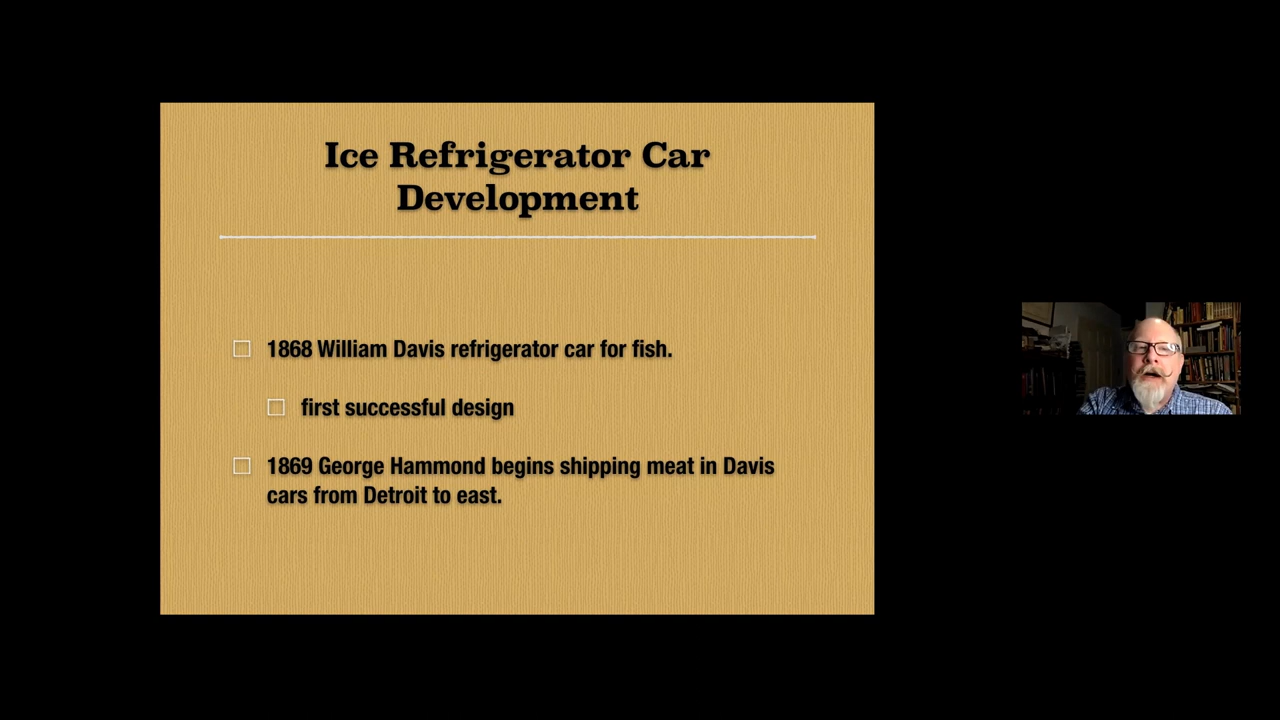 Ice Refrigerator Car
Development
1868 William Davis refrigerator car for fish.
first successful design
1869 George Hammond begins shipping meat in Davis
cars from Detroit to east.